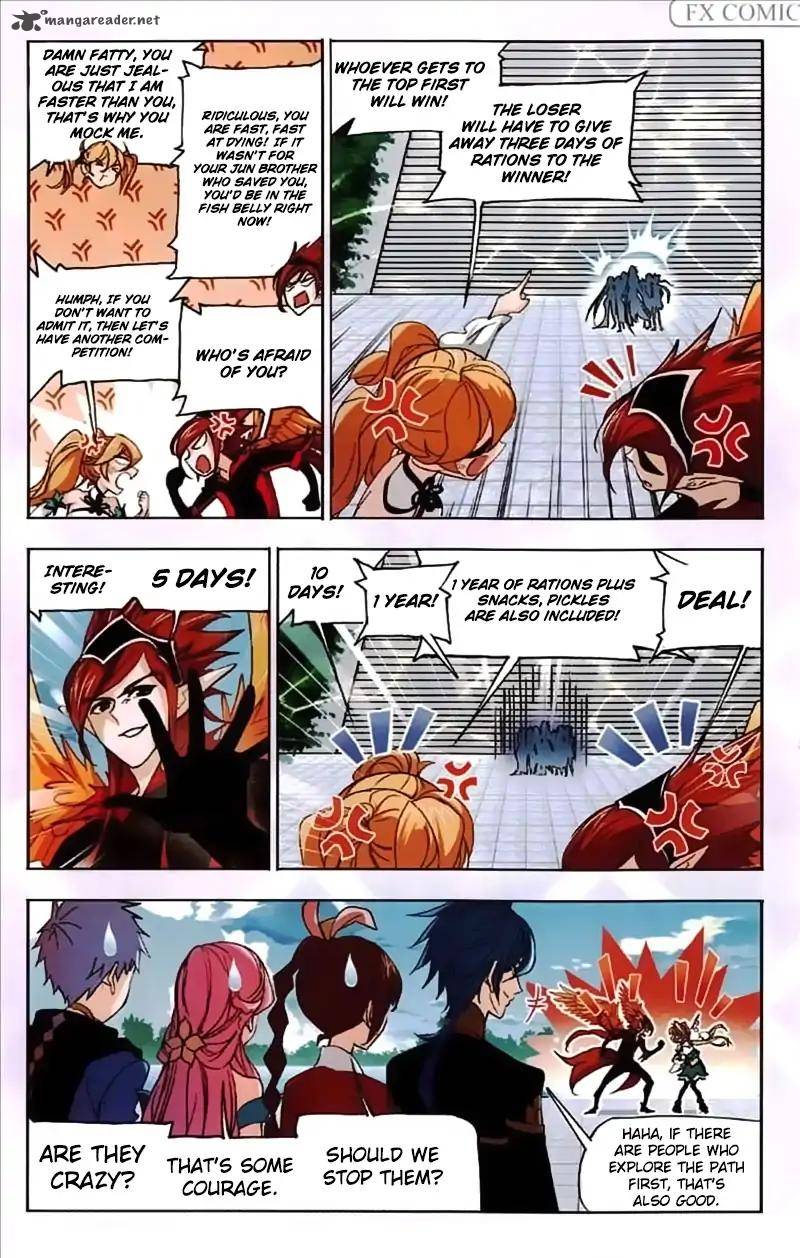 mangareader.net
FX COMIC
DAMN FATTY, YOU
ARE JUST JEAL-
OUS THAT I AM
FASTER THAN YOU,
THAT'S WHY YOU
MOCK ME.
RIDICULOUS, YOU
ARE FAST, FAST
AT DYING! IF IT
WASN'T FOR
YOUR JUN BROTHER
WHO SAVED YOU,
YOU'D BE IN THE
FISH BELLY RIGHT
NOW!
HUMPH, IF YOU
DON'T WANT TO
ADMIT IT, THEN LET'S
HAVE ANOTHER COM-
PETITION!
WHO'S AFRAID
OF YOU?
WHOEVER GETS TO
THE TOP FIRST
WILL WIN!
THE LOSER
WILL HAVE TO GIVE
AWAY THREE DAYS OF
RATIONS TO THE
WINNER!
INTERE-
STING!
5 DAYS!
10
DAYS!
1 YEAR!
1 YEAR OF RATIONS PLUS
SNACKS, PICKLES
ARE ALSO INCLUDED!
DEAL!
ARE THEY
CRAZY?
THAT'S SOME
COURAGE.
SHOULD WE
STOP THEM?
HAHA, IF THERE
ARE PEOPLE WHO
EXPLORE THE PATH
FIRST, THAT'S
ALSO GOOD.